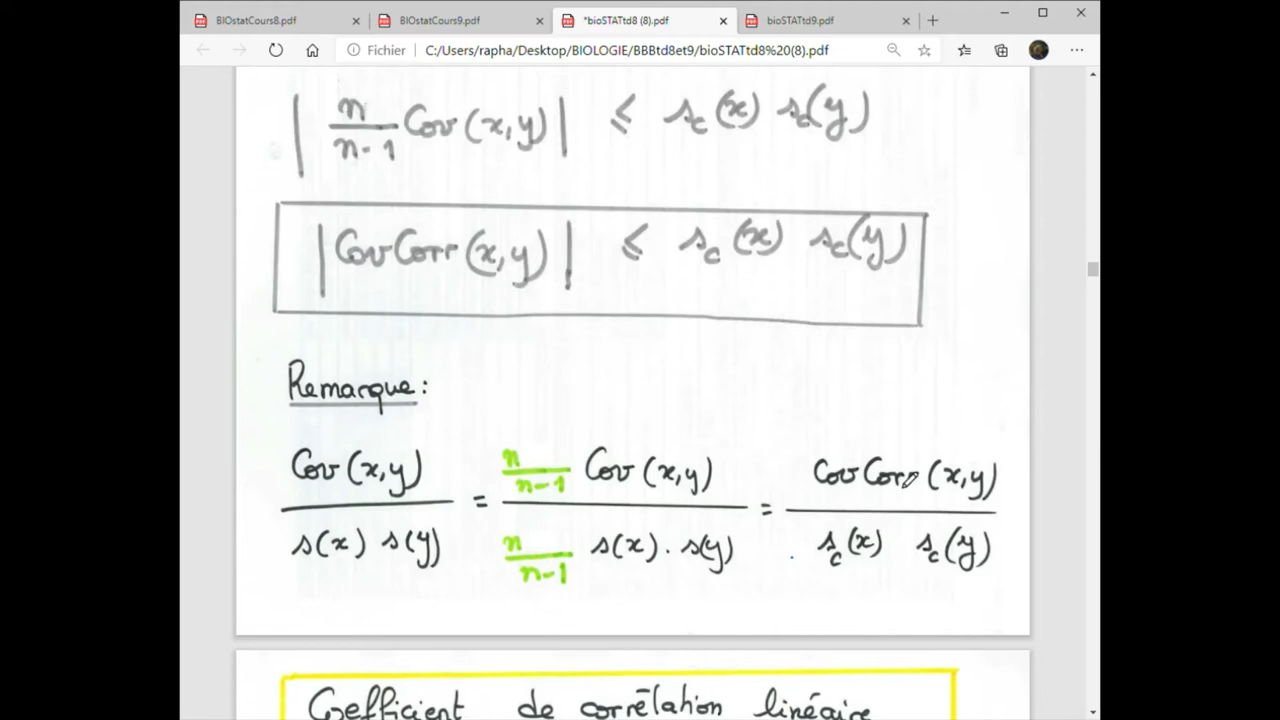 BIOstatCours8.pdf BIOstatCours9.pdf *bioSTATtd8 (8).pdf bioSTATtd9.pdf
Fichier C:/Users/rapha/Desktop/BIOLOGIE/BBBtd8et9/bioSTATtd8%20(8).pdf
| n/n-1 Cov(x,y) | ≤ s_c(x) s_c(y)
| CovCorr(x,y) | ≤ s_c(x) s_c(y)
Remarque :
Cov(x,y) / s(x) s(y) = n/n-1 Cov(x,y) / n/n-1 s(x) . s(y) = CovCorr(x,y) / s_c(x) s_c(y)
Coefficient de corrélation linéaire